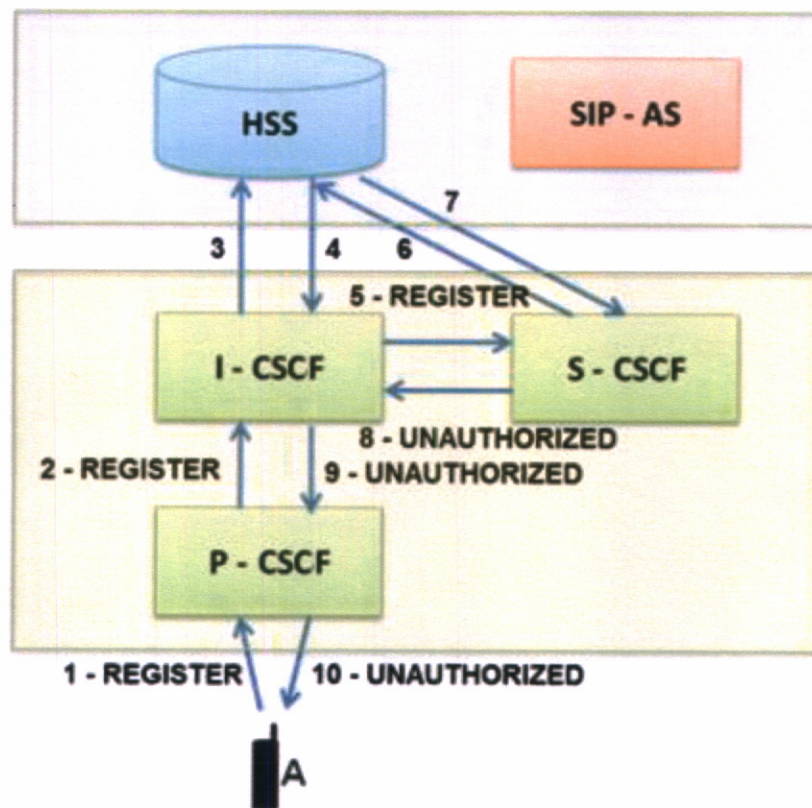 HSS
SIP - AS
7
3
4
6
5 - REGISTER
I - CSCF
S - CSCF
8 - UNAUTHORIZED
2 - REGISTER
9 - UNAUTHORIZED
P - CSCF
1 - REGISTER
10 - UNAUTHORIZED
A